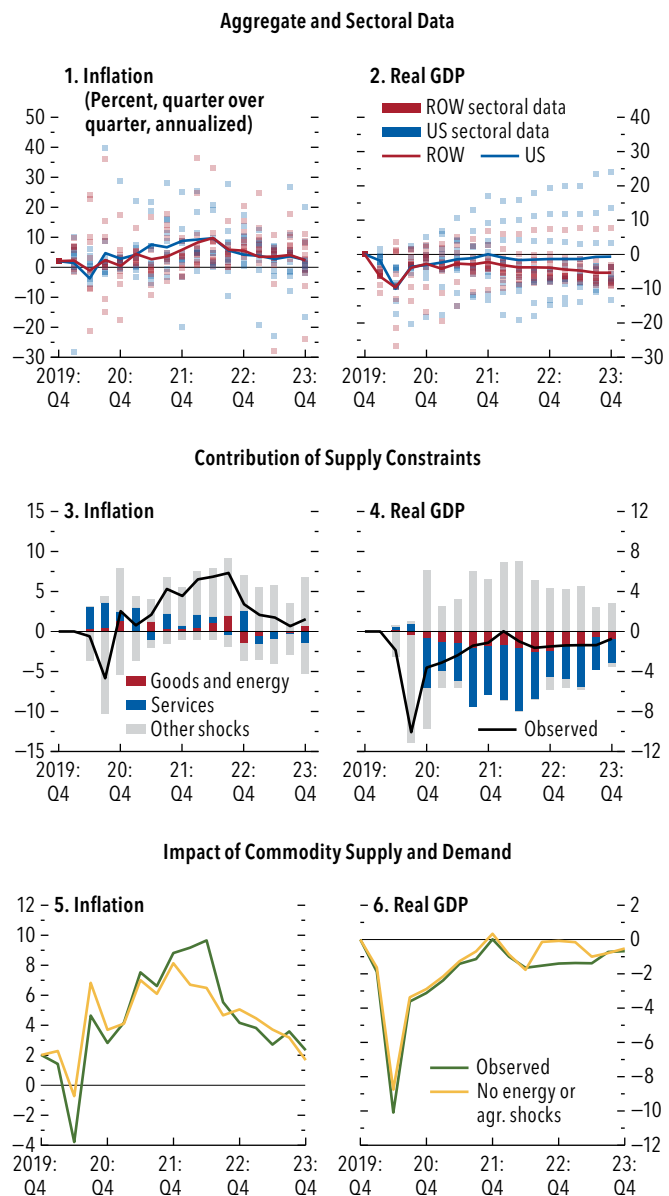 Aggregate and Sectoral Data
1. Inflation
(Percent, quarter over
quarter, annualized)
50
40
30
20
10
0
−10
−20
−30
2019:
Q4
20:
Q4
21:
Q4
22:
Q4
23:
Q4
2. Real GDP
ROW sectoral data
US sectoral data
ROW
US
40
30
20
10
0
−10
−20
−30
2019:
Q4
20:
Q4
21:
Q4
22:
Q4
23:
Q4
Contribution of Supply Constraints
3. Inflation
15
10
5
0
−5
−10
−15
Goods and energy
Services
Other shocks
2019:
Q4
20:
Q4
21:
Q4
22:
Q4
23:
Q4
4. Real GDP
12
8
4
0
−4
−8
−12
Observed
2019:
Q4
20:
Q4
21:
Q4
22:
Q4
23:
Q4
Impact of Commodity Supply and Demand
5. Inflation
12
10
8
6
4
2
0
−2
−4
2019:
Q4
20:
Q4
21:
Q4
22:
Q4
23:
Q4
6. Real GDP
2
0
−2
−4
−6
−8
−10
−12
Observed
No energy or
agr. shocks
2019:
Q4
20:
Q4
21:
Q4
22:
Q4
23:
Q4